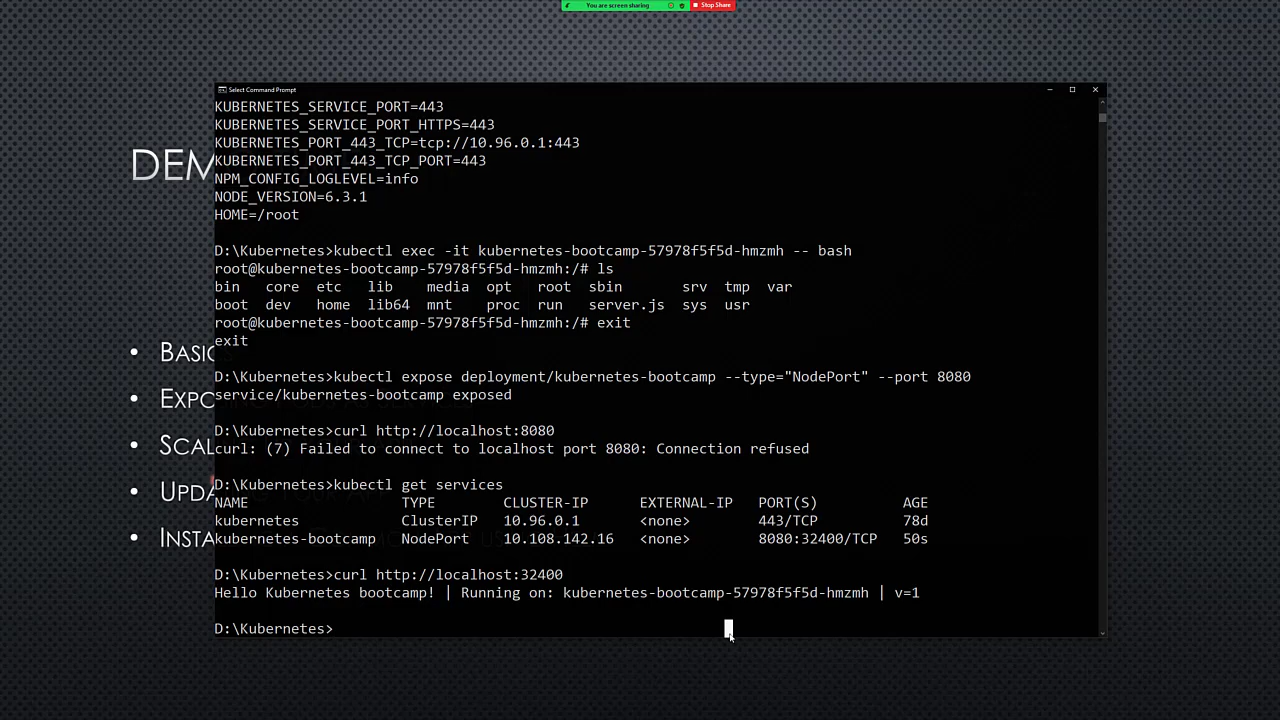 You are screen sharing Stop Share
Select Command Prompt
KUBERNETES_SERVICE_PORT=443
KUBERNETES_SERVICE_PORT_HTTPS=443
KUBERNETES_PORT_443_TCP=tcp://10.96.0.1:443
KUBERNETES_PORT_443_TCP_PORT=443
NPM_CONFIG_LOGLEVEL=info
NODE_VERSION=6.3.1
HOME=/root
D:\Kubernetes>kubectl exec -it kubernetes-bootcamp-57978f5f5d-hmzmh -- bash
root@kubernetes-bootcamp-57978f5f5d-hmzmh:/# ls
bin core etc lib media opt root sbin srv tmp var
boot dev home lib64 mnt proc run server.js sys usr
root@kubernetes-bootcamp-57978f5f5d-hmzmh:/# exit
exit
D:\Kubernetes>kubectl expose deployment/kubernetes-bootcamp --type="NodePort" --port 8080
service/kubernetes-bootcamp exposed
D:\Kubernetes>curl http://localhost:8080
curl: (7) Failed to connect to localhost port 8080: Connection refused
D:\Kubernetes>kubectl get services
NAME TYPE CLUSTER-IP EXTERNAL-IP PORT(S) AGE
kubernetes ClusterIP 10.96.0.1 <none> 443/TCP 78d
kubernetes-bootcamp NodePort 10.108.142.16 <none> 8080:32400/TCP 50s
D:\Kubernetes>curl http://localhost:32400
Hello Kubernetes bootcamp! | Running on: kubernetes-bootcamp-57978f5f5d-hmzmh | v=1
D:\Kubernetes>
DEM
• BASICS
• EXPO
• SCAL
• UPDA
• INSTA